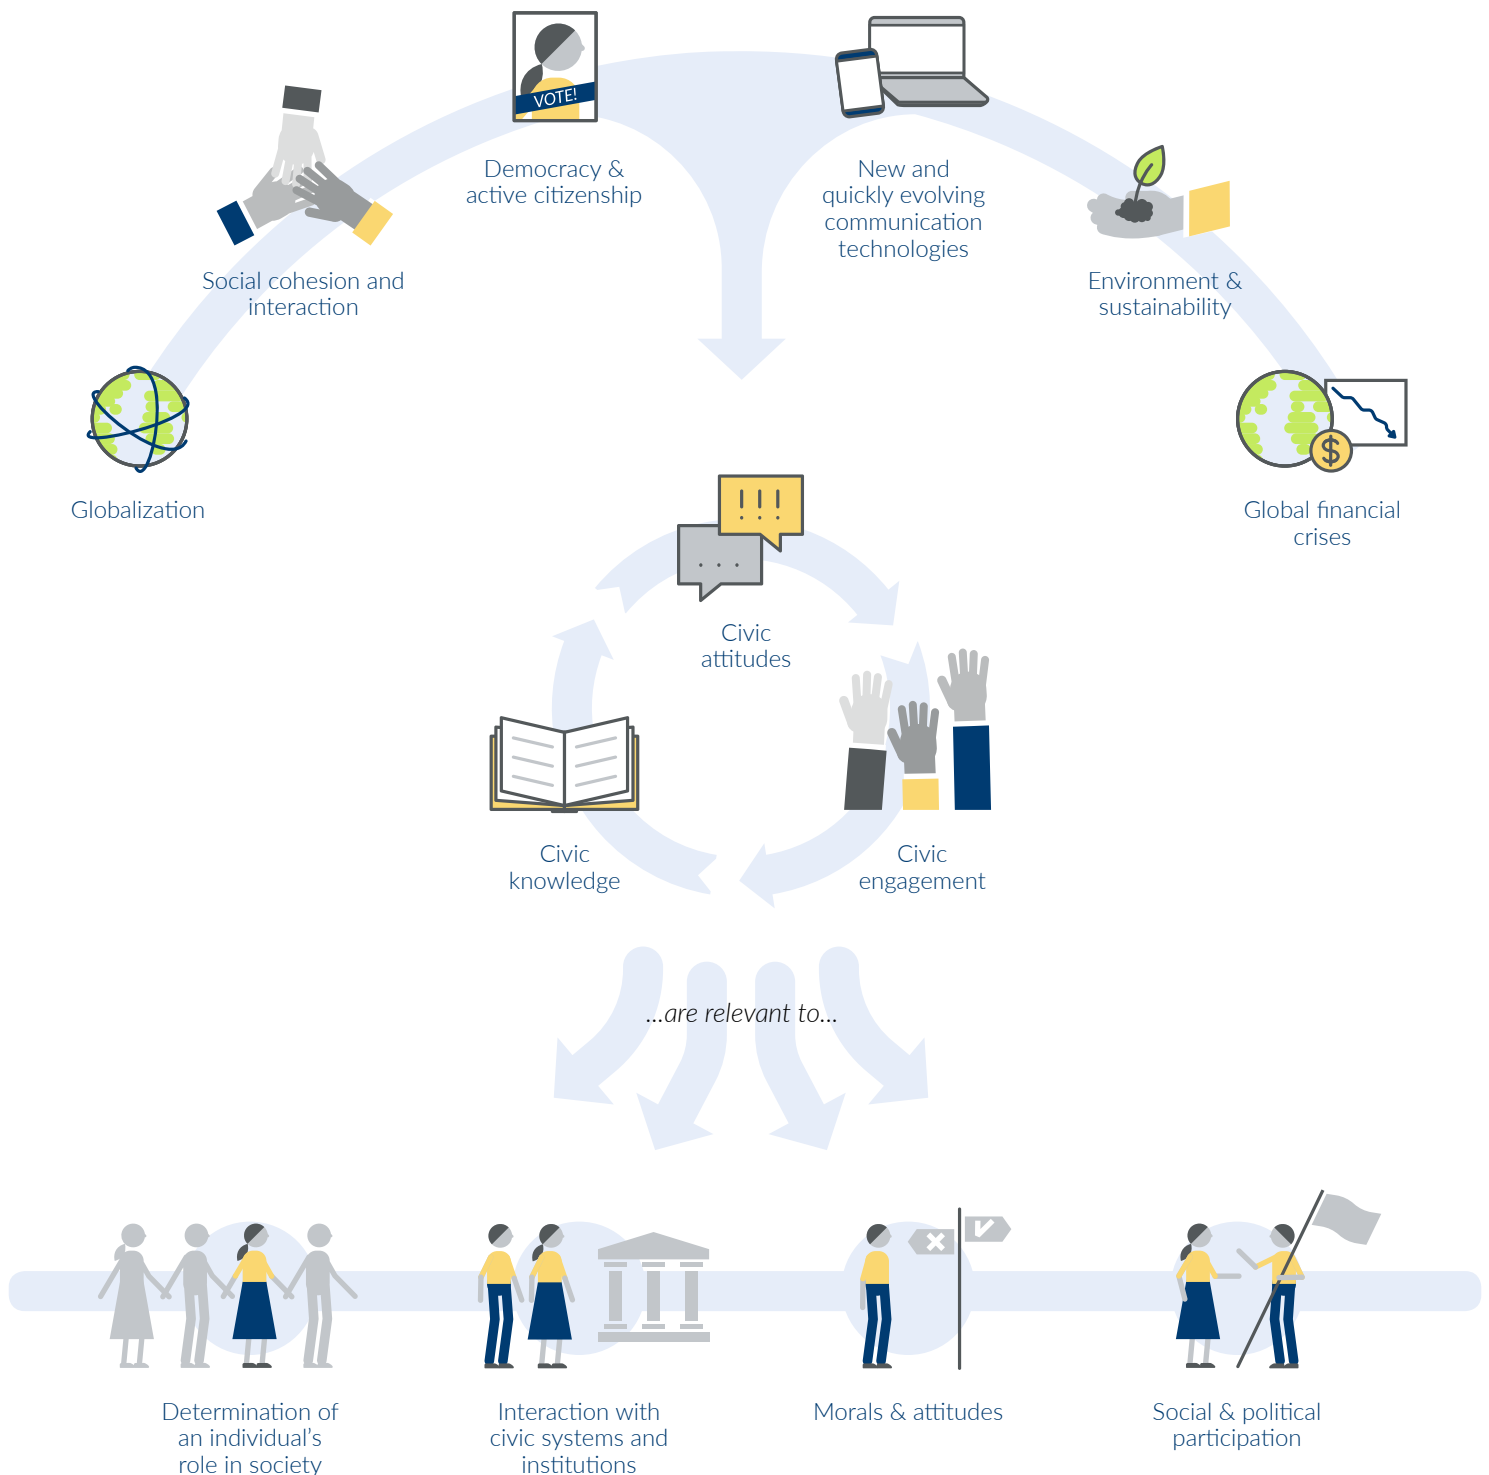 VOTE!
Democracy &
active citizenship
New and
quickly evolving
communication
technologies
Social cohesion and
interaction
Environment &
sustainability
Globalization
$
Global financial
crises
! ! !
. . .
Civic
attitudes
Civic
knowledge
Civic
engagement
...are relevant to...
Determination of
an individual’s
role in society
Interaction with
civic systems and
institutions
Morals & attitudes
Social & political
participation